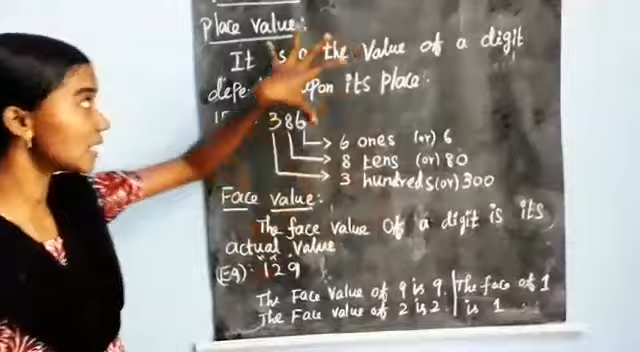 Place value:
It is the value of a digit
depe upon its place.
386
6 ones (or) 6
8 tens (or) 80
3 hundreds (or) 300
Face value:
The face value of a digit is its
actual value
(Eg): 129
The Face value of 9 is 9. The face of 1
The Face value of 2 is 2. is 1